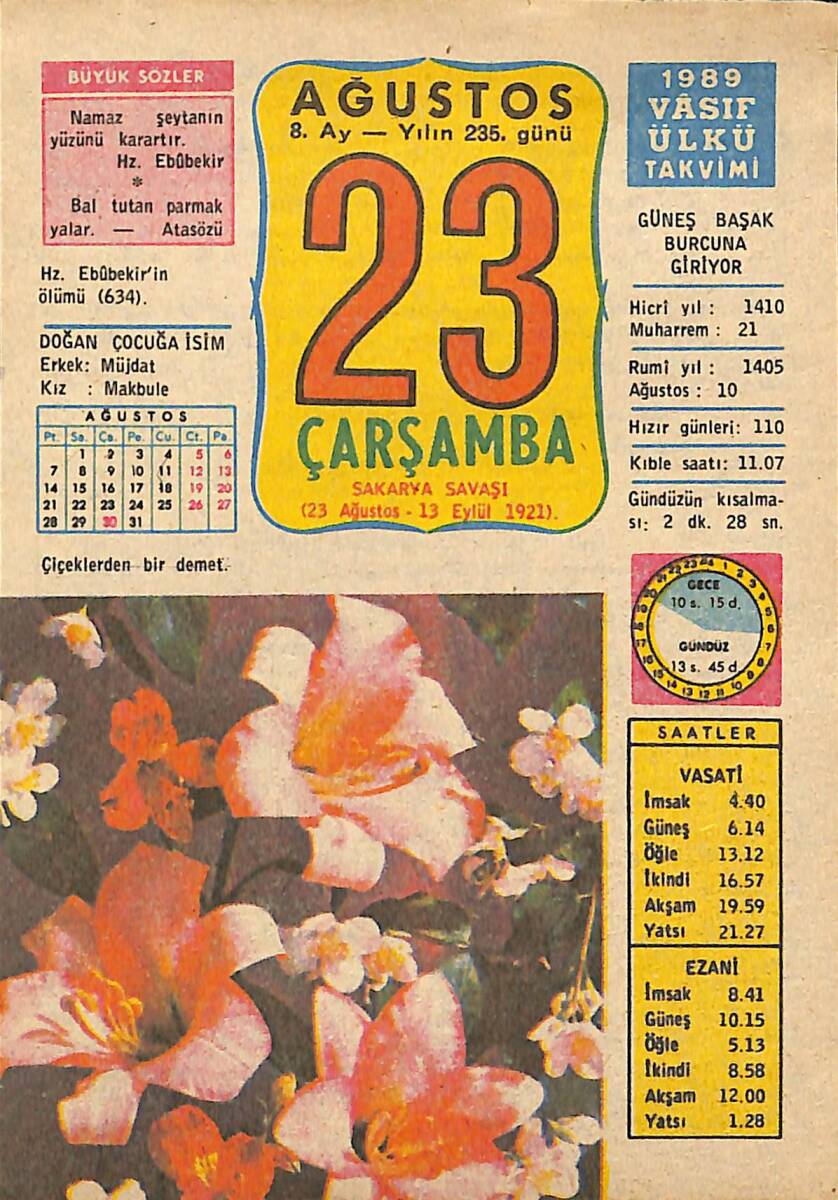 BÜYÜK SÖZLER
Namaz şeytanın
yüzünü karartır.
Hz. Ebûbekir
*
Bal tutan parmak
yalar. — Atasözü
Hz. Ebûbekir'in
ölümü (634).
DOĞAN ÇOCUĞA İSİM
Erkek: Müjdat
Kız : Makbule
AĞUSTOS
Pt. Sa. Ça. Pe. Cu. Ct. Pa
1 2 3 4 5 6
7 8 9 10 11 12 13
14 15 16 17 18 19 20
21 22 23 24 25 26 27
28 29 30 31
Çiçeklerden bir demet.
AĞUSTOS
8. Ay — Yılın 235. günü
23
ÇARŞAMBA
SAKARYA SAVAŞI
(23 Ağustos - 13 Eylül 1921).
1989
VÂSIF
ÜLKÜ
TAKVİMİ
GÜNEŞ BAŞAK
BURCUNA
GİRİYOR
Hicrî yıl : 1410
Muharrem : 21
Rumî yıl : 1405
Ağustos : 10
Hızır günleri: 110
Kıble saatı: 11.07
Gündüzün kısalma-
sı: 2 dk. 28 sn.
GECE
10 s. 15 d.
GÜNDÜZ
13 s. 45 d.
SAATLER
VASATİ
İmsak 4.40
Güneş 6.14
Öğle 13.12
İkindi 16.57
Akşam 19.59
Yatsı 21.27
EZANİ
İmsak 8.41
Güneş 10.15
Öğle 5.13
İkindi 8.58
Akşam 12.00
Yatsı 1.28